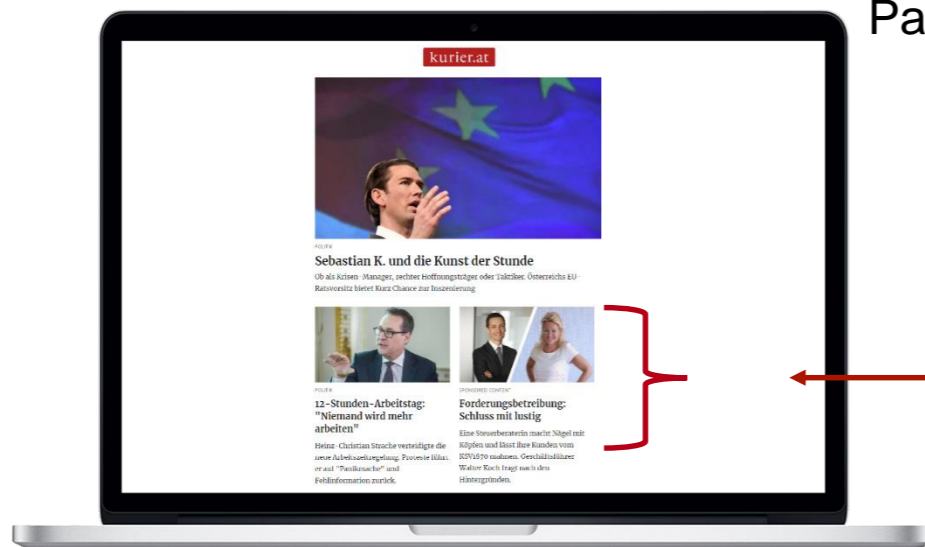 Pa
kurier.at
POLITIK
Sebastian K. und die Kunst der Stunde
Ob als Krisen-Manager, rechter Hoffnungsträger oder Taktiker. Österreichs EU-
Ratsvorsitz bietet Kurz Chance zur Inszenierung
POLITIK
12-Stunden-Arbeitstag:
"Niemand wird mehr
arbeiten"
Heinz-Christian Strache verteidigte die
neue Arbeitszeitregelung. Proteste führt
er auf "Panikmache" und
Fehlinformation zurück.
SPONSORED CONTENT
Forderungsbetreibung:
Schluss mit lustig
Eine Steuerberaterin macht Nägel mit
Köpfen und lässt ihre Kunden vom
KSV1870 mahnen. Geschäftsführer
Walter Koch fragt nach den
Hintergründen.